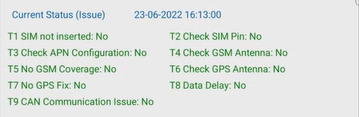 Current Status (Issue) 23-06-2022 16:13:00
T1 SIM not inserted: No T2 Check SIM Pin: No
T3 Check APN Configuration: No T4 Check GSM Antenna: No
T5 No GSM Coverage: No T6 Check GPS Antenna: No
T7 No GPS Fix: No T8 Data Delay: No
T9 CAN Communication Issue: No